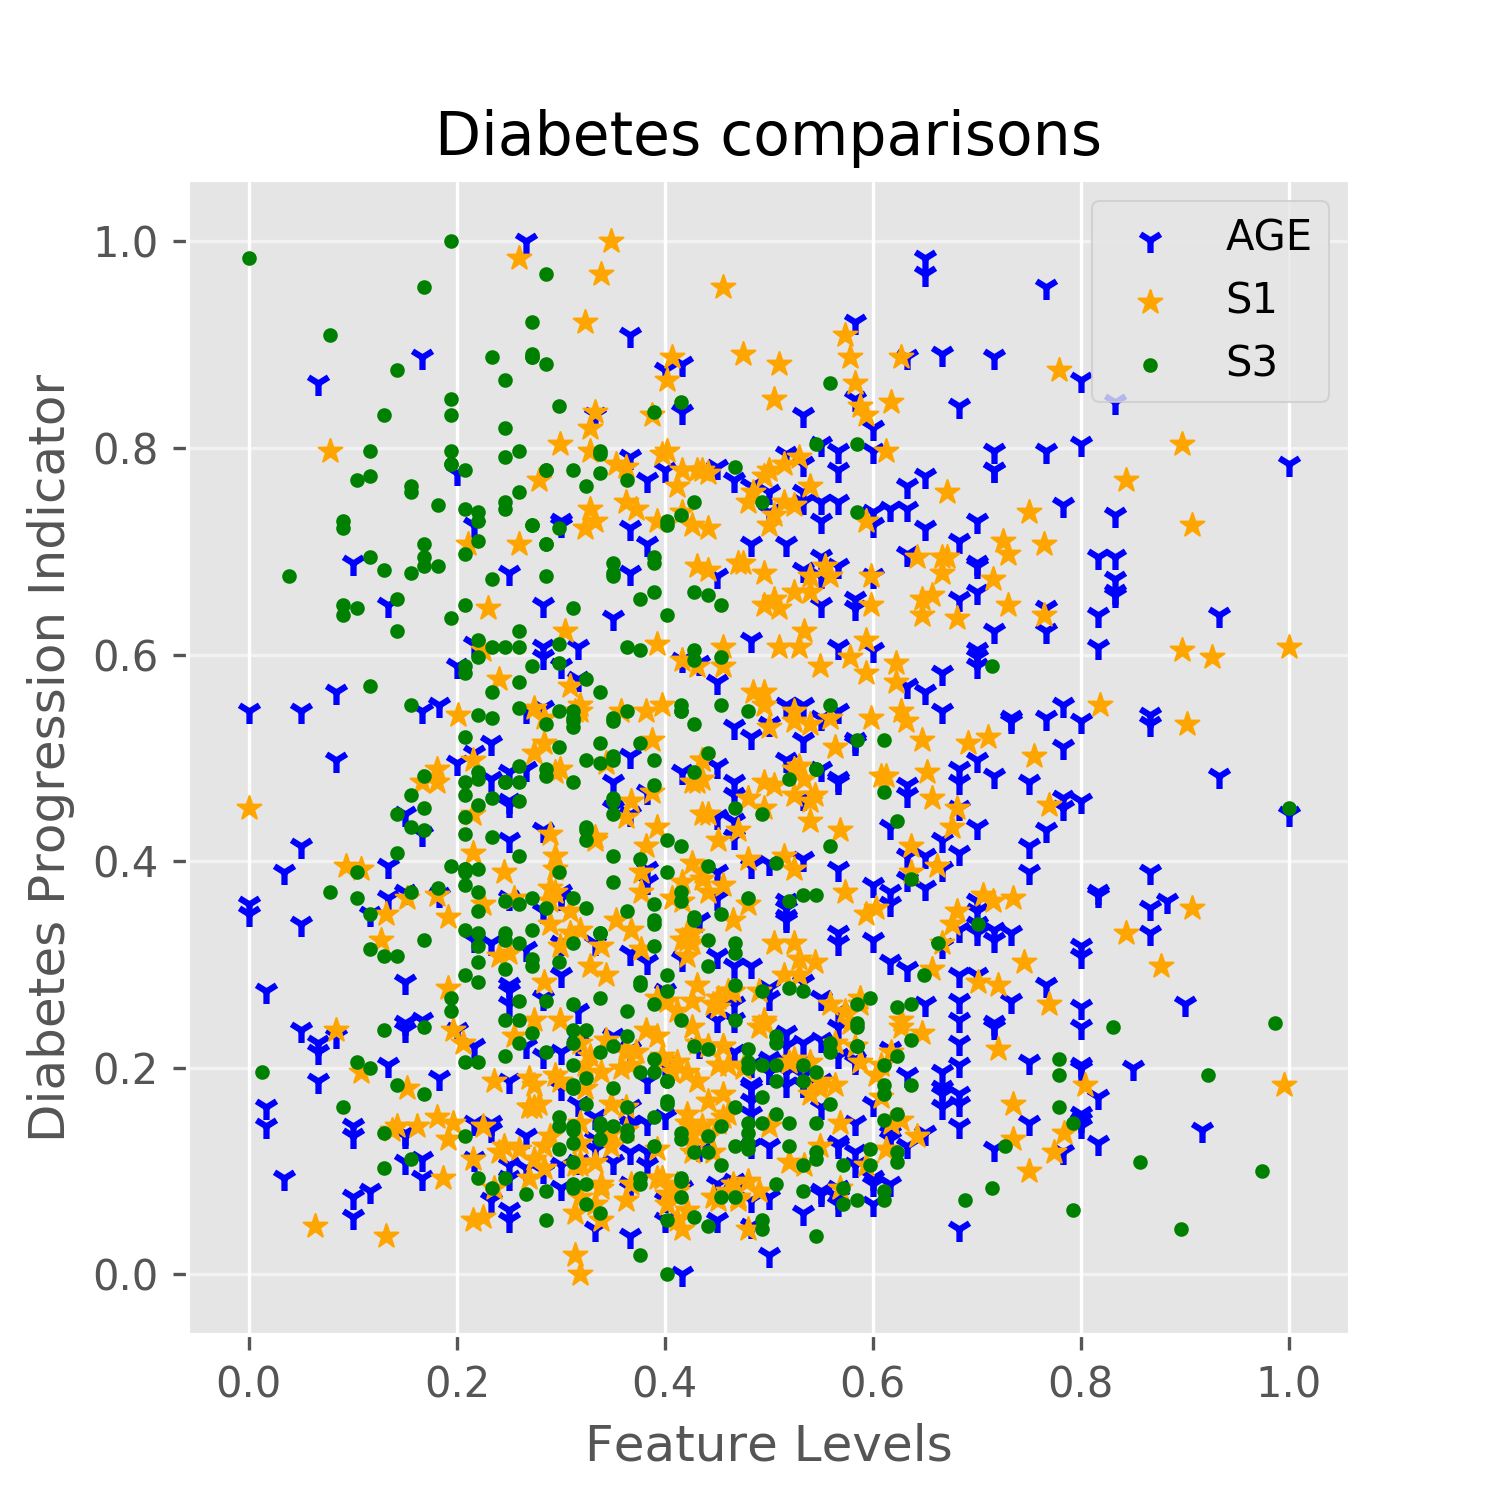 Diabetes comparisons
AGE
S1
S3
Diabetes Progression Indicator
1.0
0.8
0.6
0.4
0.2
0.0
0.0 0.2 0.4 0.6 0.8 1.0
Feature Levels